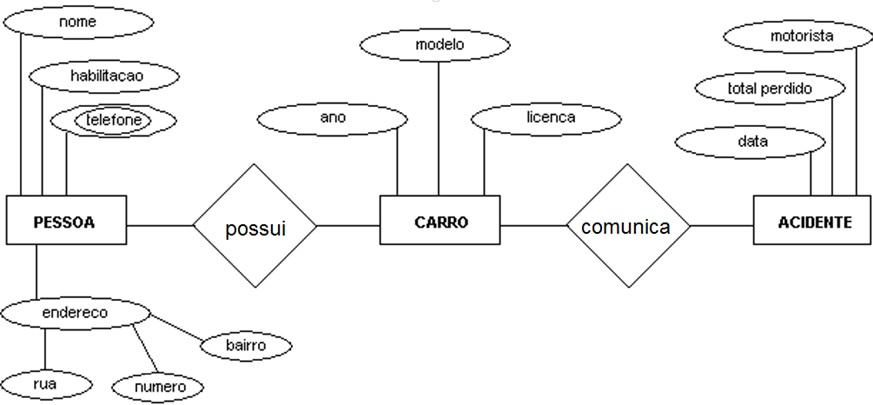 nome
modelo
motorista
habilitacao
total perdido
telefone
ano
licenca
data
PESSOA
possui
CARRO
comunica
ACIDENTE
endereco
bairro
rua
numero